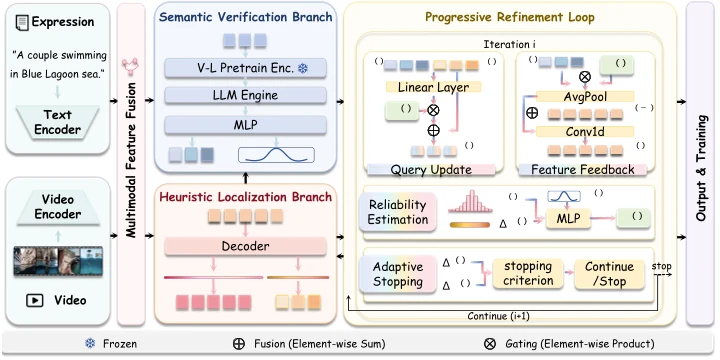 Expression
"A couple swimming
in Blue Lagoon sea."
Text
Encoder
Video
Encoder
Video
Multimodal Feature Fusion
Semantic Verification Branch
V-L Pretrain Enc.
LLM Engine
MLP
Heuristic Localization Branch
Decoder
Progressive Refinement Loop
Iteration i
( )
( )
Linear Layer
( )
( )
Query Update
( )
( )
AvgPool
( - )
Conv1d
( )
Feature Feedback
Reliability
Estimation
( )
Δ ( )
( )
MLP
( )
Adaptive
Stopping
Δ ( )
Δ ( )
stopping
criterion
Continue
/Stop
stop
Continue (i+1)
Output & Training
Frozen
Fusion (Element-wise Sum)
Gating (Element-wise Product)